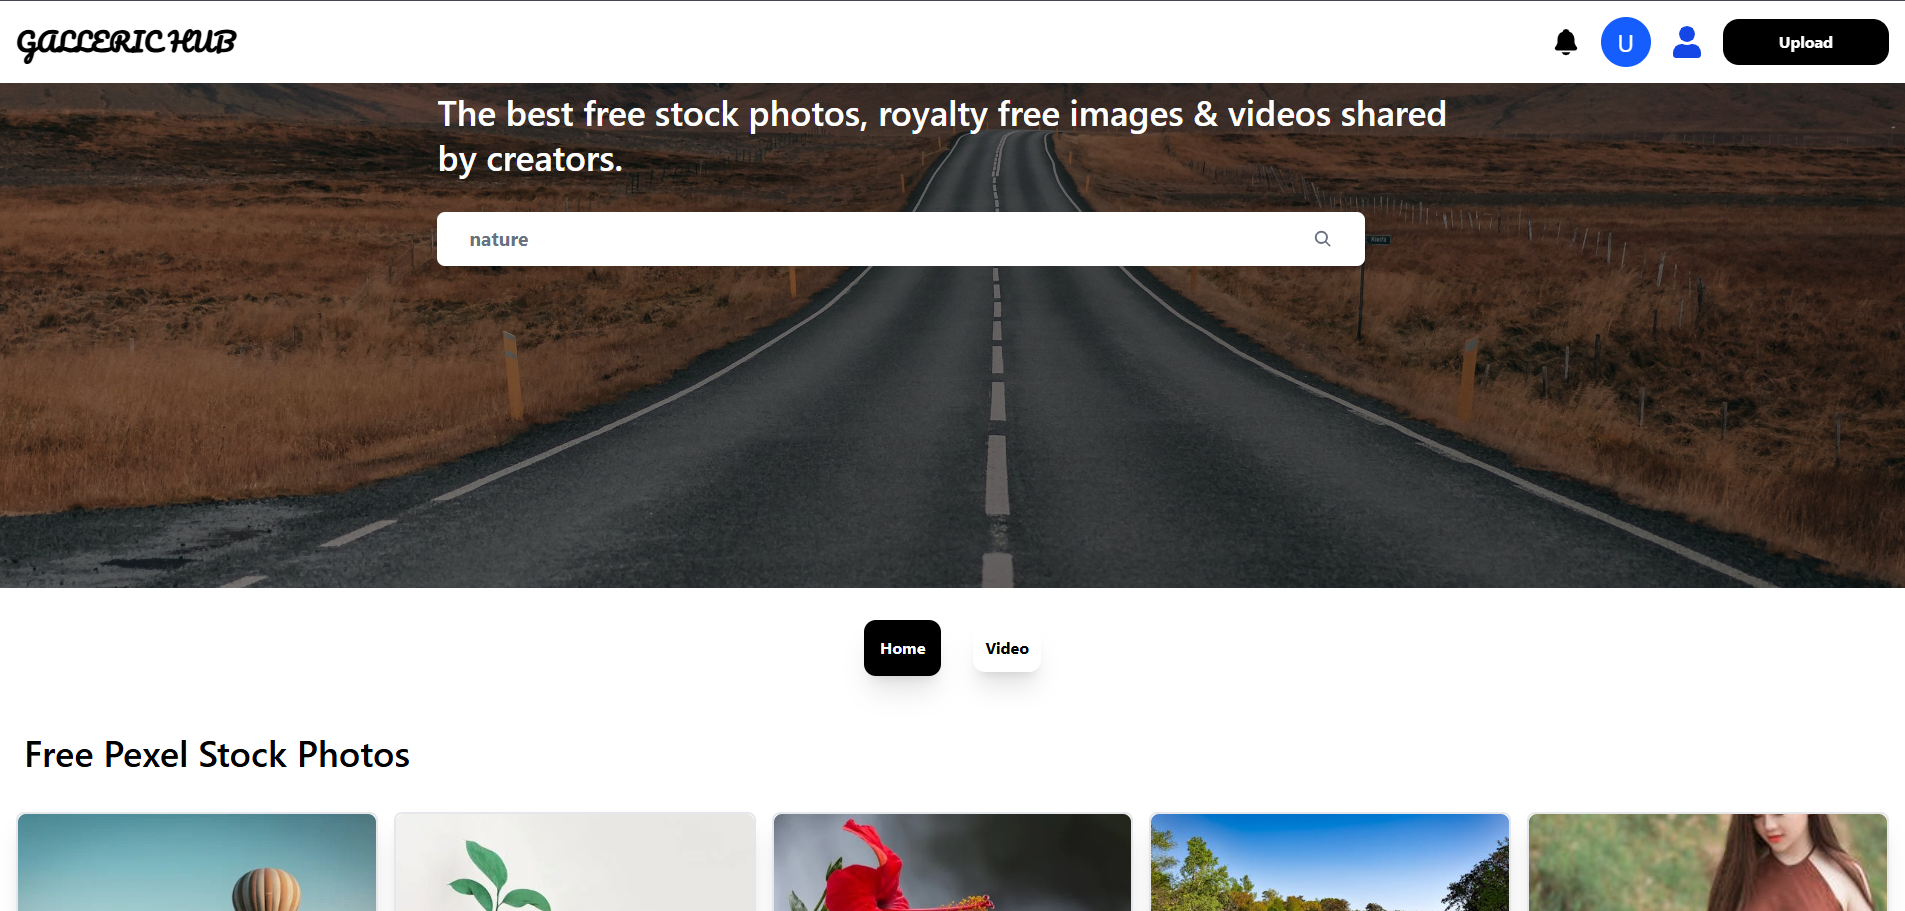 GALLERIC HUB
U
Upload
The best free stock photos, royalty free images & videos shared
by creators.
nature
Home
Video
Free Pexel Stock Photos